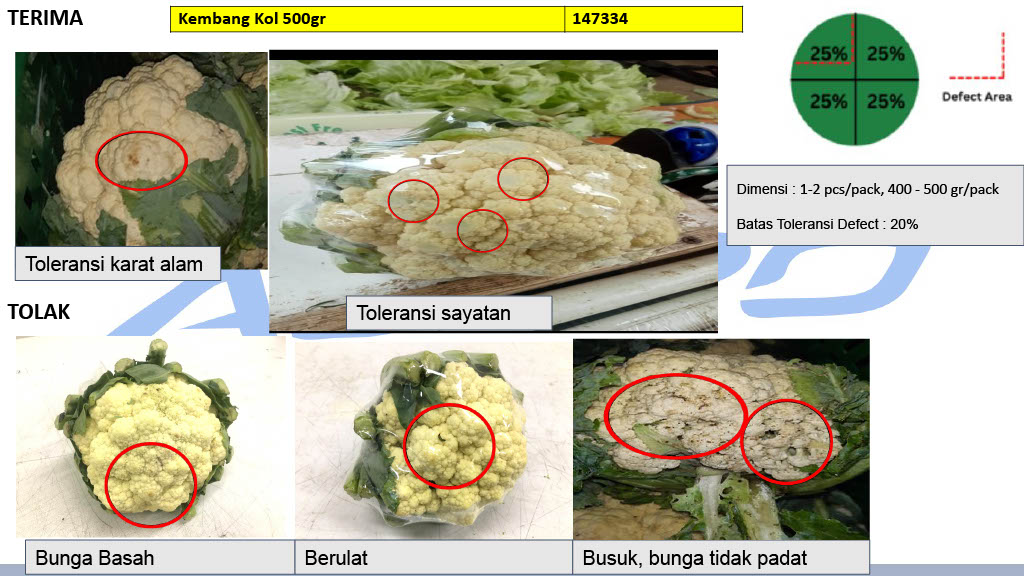 TERIMA
Kembang Kol 500gr 147334
25% 25%
25% 25%
Defect Area
Dimensi : 1-2 pcs/pack, 400 - 500 gr/pack
Batas Toleransi Defect : 20%
Toleransi karat alam
Toleransi sayatan
TOLAK
Bunga Basah
Berulat
Busuk, bunga tidak padat